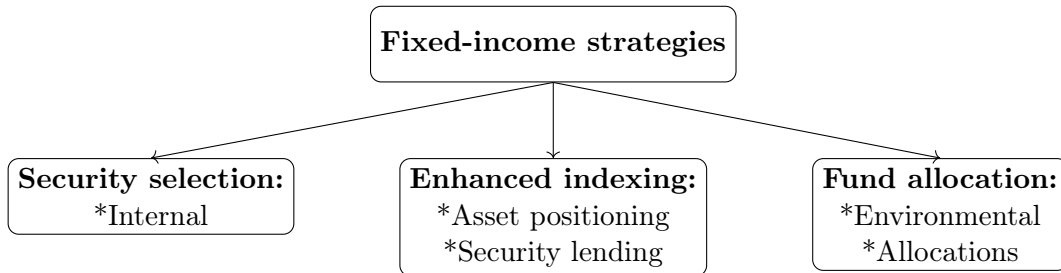 Fixed-income strategies
Security selection:
*Internal
Enhanced indexing:
*Asset positioning
*Security lending
Fund allocation:
*Environmental
*Allocations